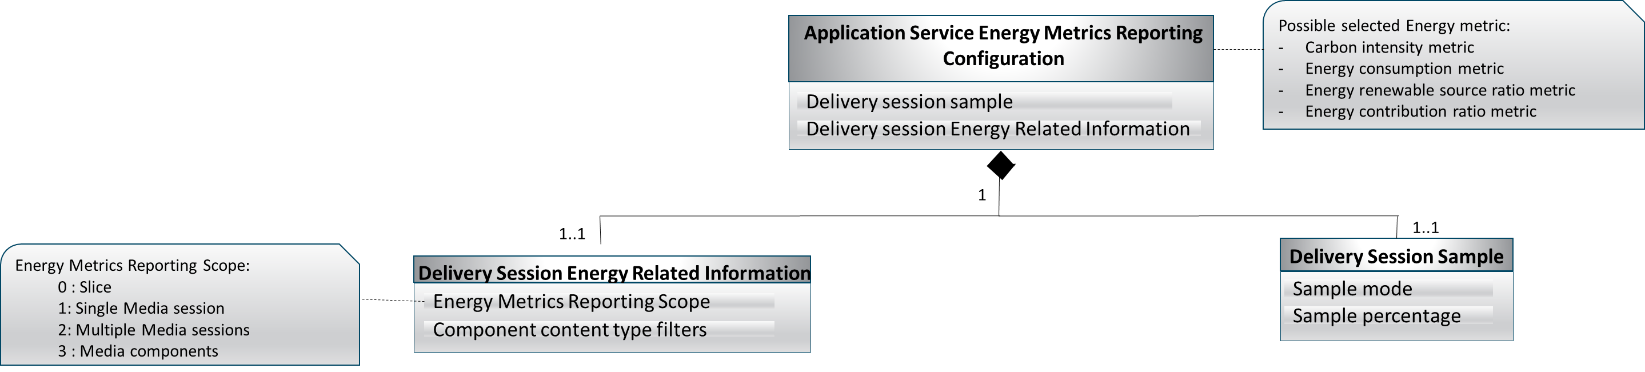 Application Service Energy Metrics Reporting
Configuration
Delivery session sample
Delivery session Energy Related Information
Possible selected Energy metric:
- Carbon intensity metric
- Energy consumption metric
- Energy renewable source ratio metric
- Energy contribution ratio metric
1
1..1
1..1
Energy Metrics Reporting Scope:
0 : Slice
1: Single Media session
2: Multiple Media sessions
3 : Media components
Delivery Session Energy Related Information
Energy Metrics Reporting Scope
Component content type filters
Delivery Session Sample
Sample mode
Sample percentage